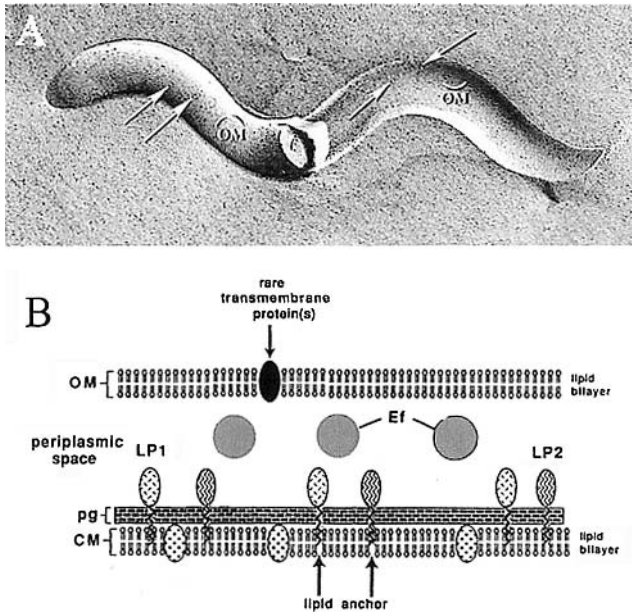 A
OM
OM
B
rare
transmembrane
protein(s)
OM
lipid
bilayer
Ef
periplasmic
space
LP1
LP2
pg
CM
lipid
bilayer
lipid anchor